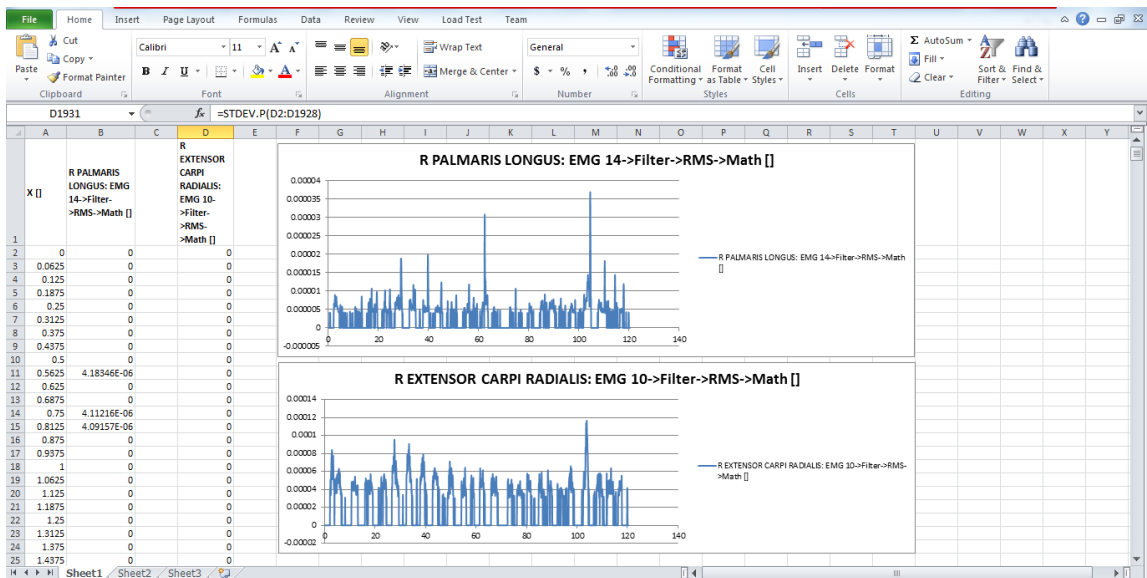 File Home Insert Page Layout Formulas Data Review View Load Test Team
Cut
Copy
Format Painter
Paste
Calibri 11 A A
B I U A
Wrap Text
Merge & Center
General
$ % , .0 .00 .00 .0
Conditional Formatting
Format as Table
Cell Styles
Insert Delete Format
Σ AutoSum
Fill
Clear
Sort & Filter
Find & Select
Clipboard Font Alignment Number Styles Cells Editing
D1931 fx =STDEV.P(D2:D1928)
A B C D E F G H I J K L M N O P Q R S T U V W X Y
1 X []
R PALMARIS
LONGUS: EMG
14->Filter-
>RMS->Math []
R
EXTENSOR
CARPI
RADIALIS:
EMG 10-
>Filter-
>RMS-
>Math []
2 0 0 0
3 0.0625 0 0
4 0.125 0 0
5 0.1875 0 0
6 0.25 0 0
7 0.3125 0 0
8 0.375 0 0
9 0.4375 0 0
10 0.5 0 0
11 0.5625 4.18346E-06 0
12 0.625 0 0
13 0.6875 0 0
14 0.75 4.11216E-06 0
15 0.8125 4.09157E-06 0
16 0.875 0 0
17 0.9375 0 0
18 1 0 0
19 1.0625 0 0
20 1.125 0 0
21 1.1875 0 0
22 1.25 0 0
23 1.3125 0 0
24 1.375 0 0
25 1.4375 0 0
R PALMARIS LONGUS: EMG 14->Filter->RMS->Math []
0.00004
0.000035
0.00003
0.000025
0.00002
0.000015
0.00001
0.000005
0
-0.000005
0 20 40 60 80 100 120 140
R PALMARIS LONGUS: EMG 14->Filter->RMS->Math
[]
R EXTENSOR CARPI RADIALIS: EMG 10->Filter->RMS->Math []
0.00014
0.00012
0.0001
0.00008
0.00006
0.00004
0.00002
0
-0.00002
0 20 40 60 80 100 120 140
R EXTENSOR CARPI RADIALIS: EMG 10->Filter->RMS-
>Math []
Sheet1 Sheet2 Sheet3